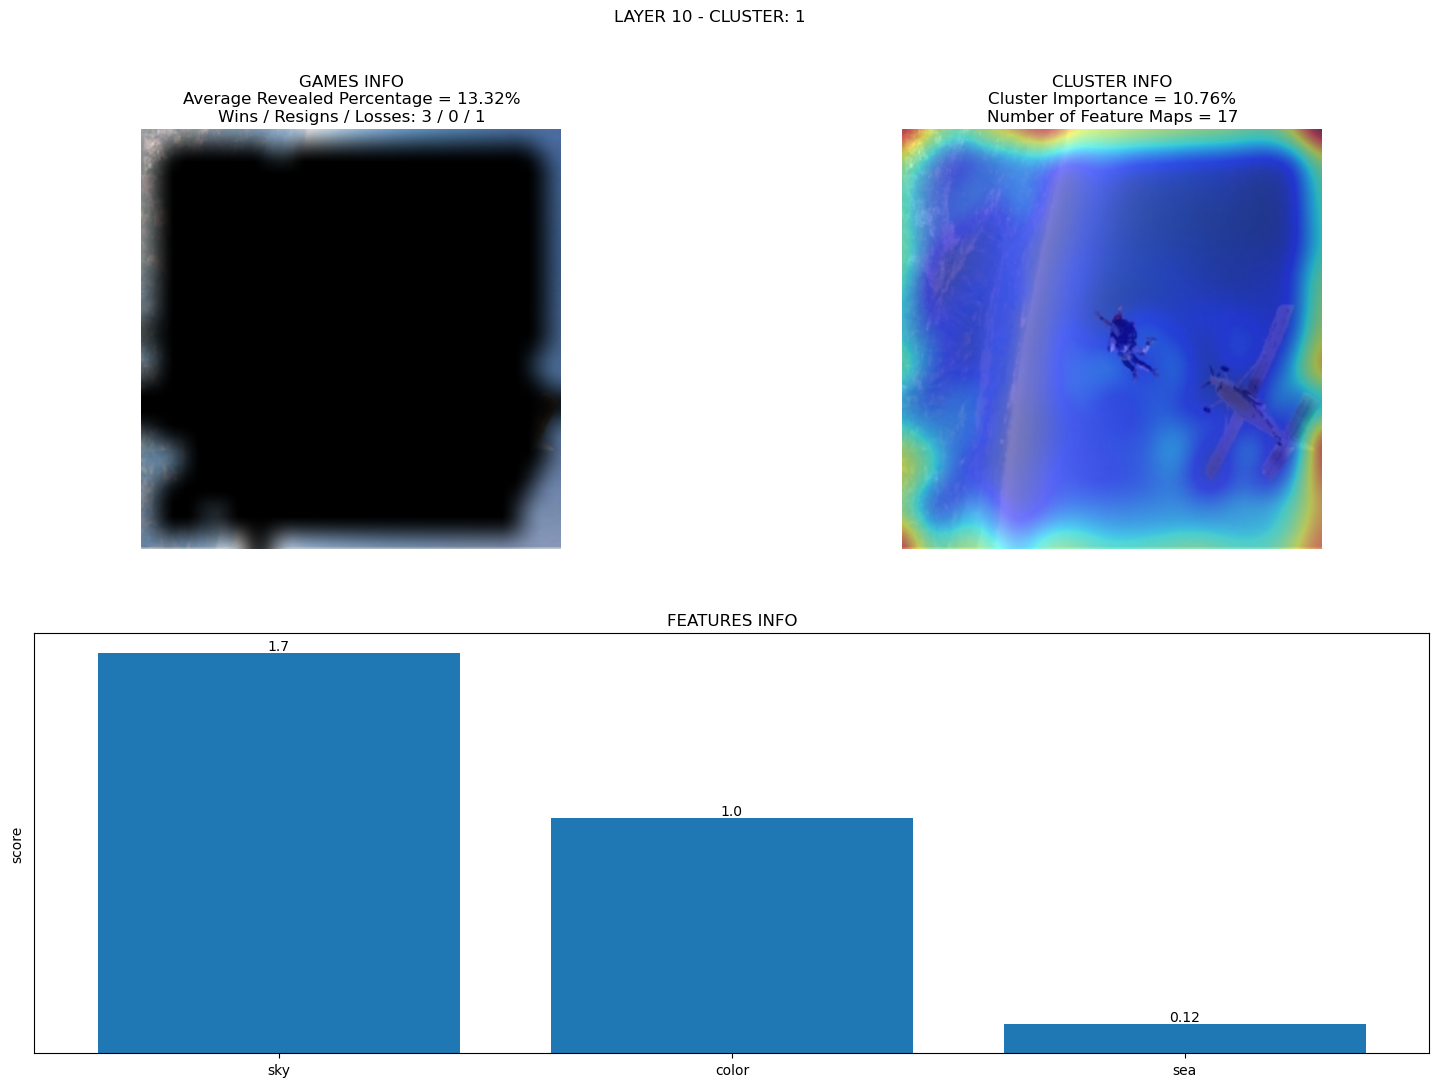 LAYER 10 - CLUSTER: 1
GAMES INFO
Average Revealed Percentage = 13.32%
Wins / Resigns / Losses: 3 / 0 / 1
CLUSTER INFO
Cluster Importance = 10.76%
Number of Feature Maps = 17
FEATURES INFO
score
1.7
1.0
0.12
sky
color
sea